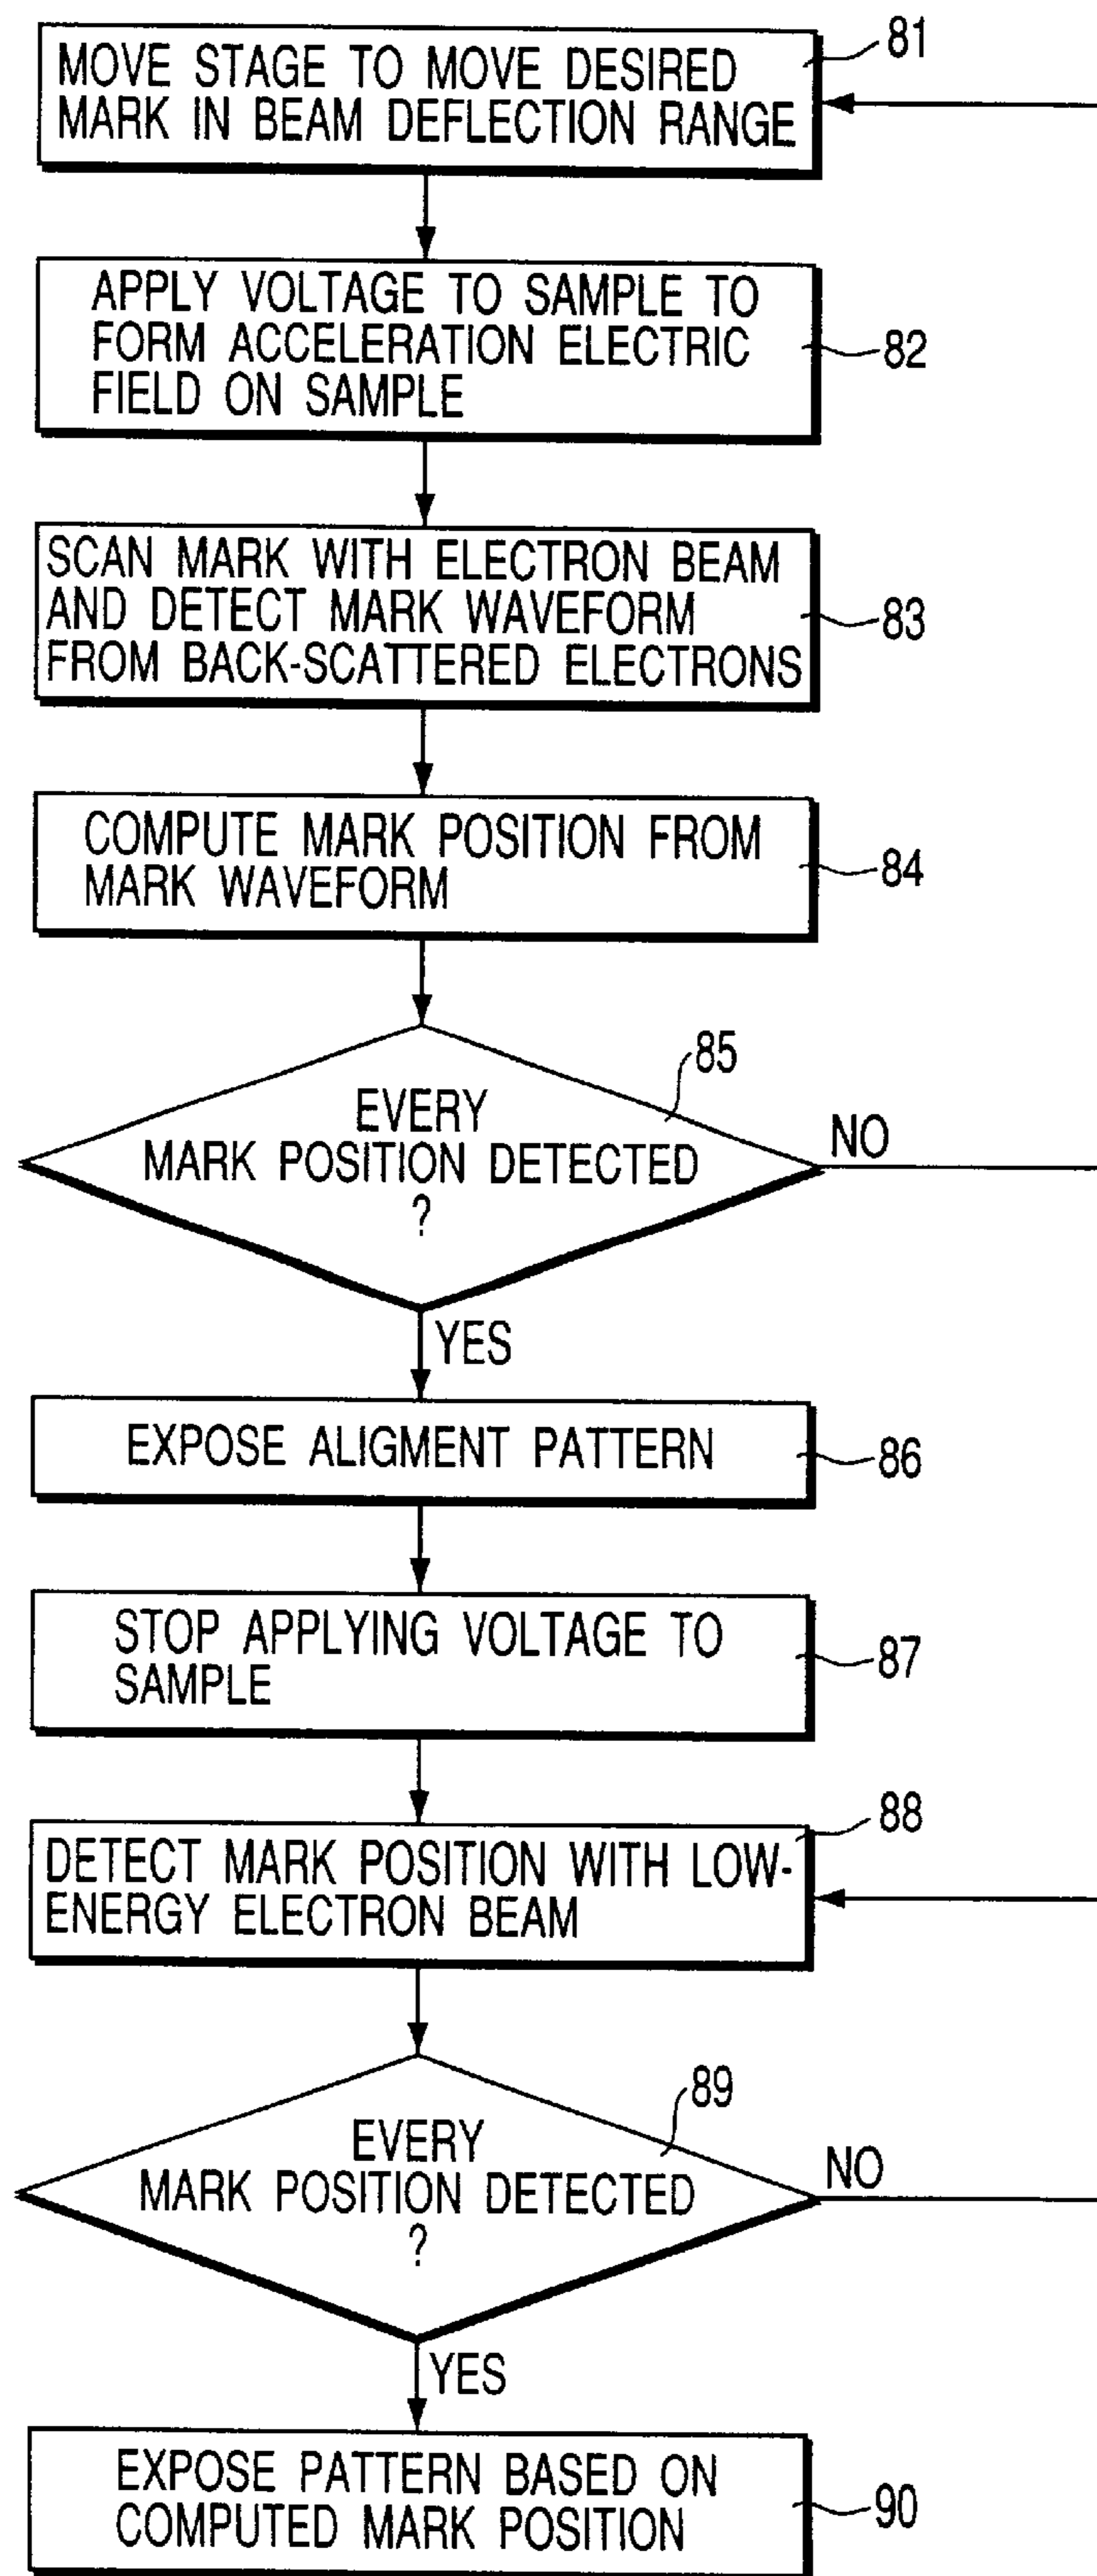 MOVE STAGE TO MOVE DESIRED
MARK IN BEAM DEFLECTION RANGE
81
APPLY VOLTAGE TO SAMPLE TO
FORM ACCELERATION ELECTRIC
FIELD ON SAMPLE
82
SCAN MARK WITH ELECTRON BEAM
AND DETECT MARK WAVEFORM
FROM BACK-SCATTERED ELECTRONS
83
COMPUTE MARK POSITION FROM
MARK WAVEFORM
84
EVERY
MARK POSITION DETECTED
?
85
NO
YES
EXPOSE ALIGMENT PATTERN
86
STOP APPLYING VOLTAGE TO
SAMPLE
87
DETECT MARK POSITION WITH LOW-
ENERGY ELECTRON BEAM
88
EVERY
MARK POSITION DETECTED
?
89
NO
YES
EXPOSE PATTERN BASED ON
COMPUTED MARK POSITION
90